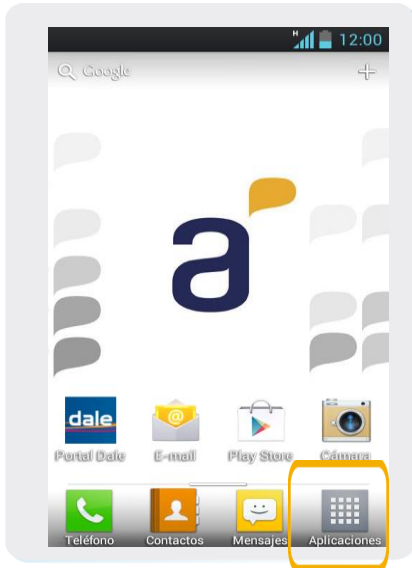 H 12:00
Google
a
dale
Portal Dale E-mail Play Store Cámara
Teléfono Contactos Mensajes Aplicaciones